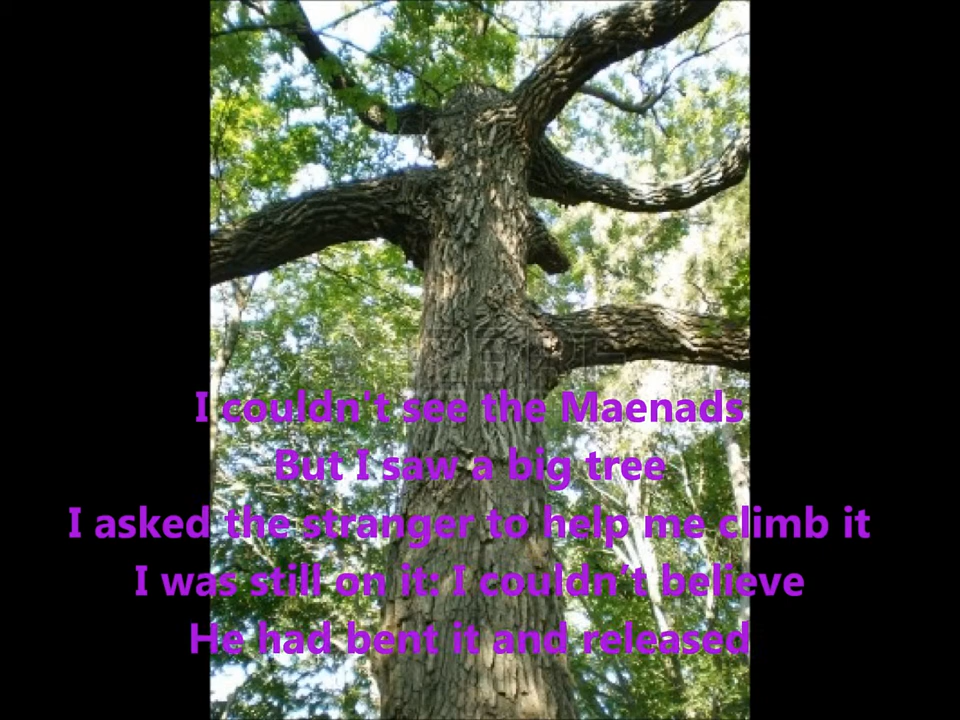 I couldn't see the Maenads
But I saw a big tree
I asked the stranger to help me climb it
I was still on it: I couldn't believe
He had bent it and released